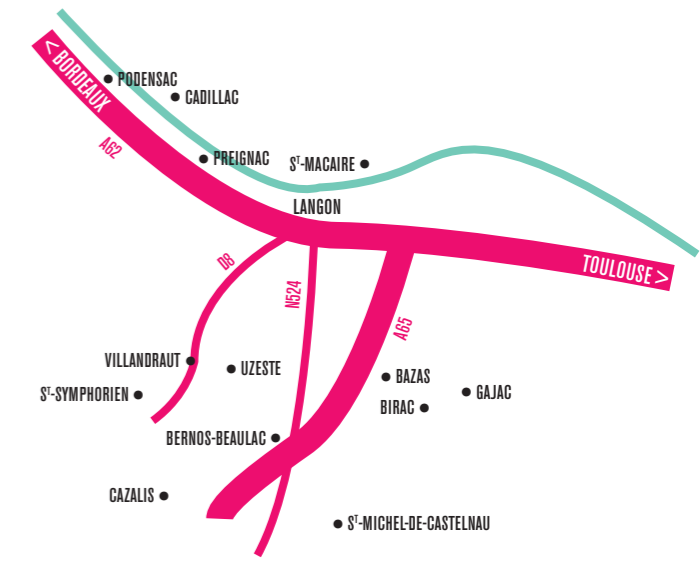 < BORDEAUX
PODENSAC
CADILLAC
A62
PREIGNAC
ST-MACAIRE
LANGON
D8
TOULOUSE >
N524
A65
VILLANDRAUT
UZESTE
BAZAS
ST-SYMPHORIEN
GAJAC
BIRAC
BERNOS-BEAULAC
CAZALIS
ST-MICHEL-DE-CASTELNAU